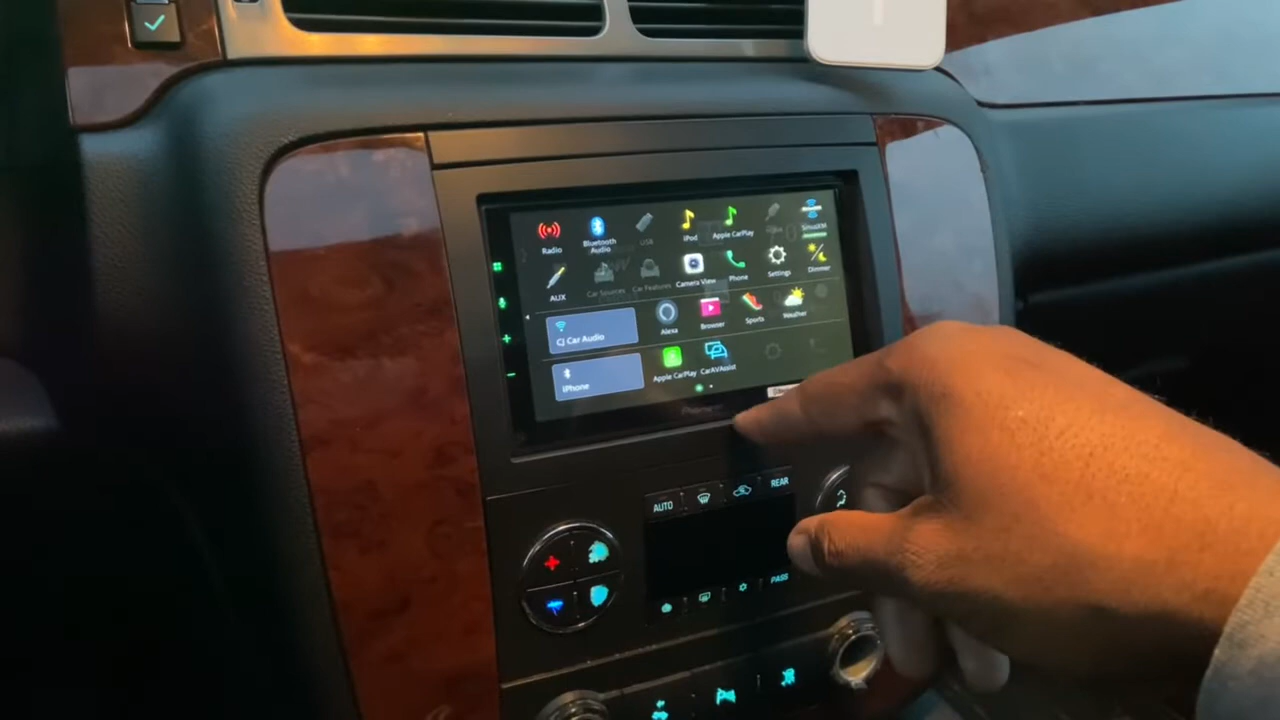 Radio
Bluetooth
Audio
USB
iPod
Apple CarPlay
SiriusXM
AUX
Car Sources
Car Features
Camera View
Phone
Settings
Dimmer
CJ Car Audio
Alexa
Browser
Sports
Weather
iPhone
Apple CarPlay
CarAVAssist
Pioneer
AUTO
REAR
PASS